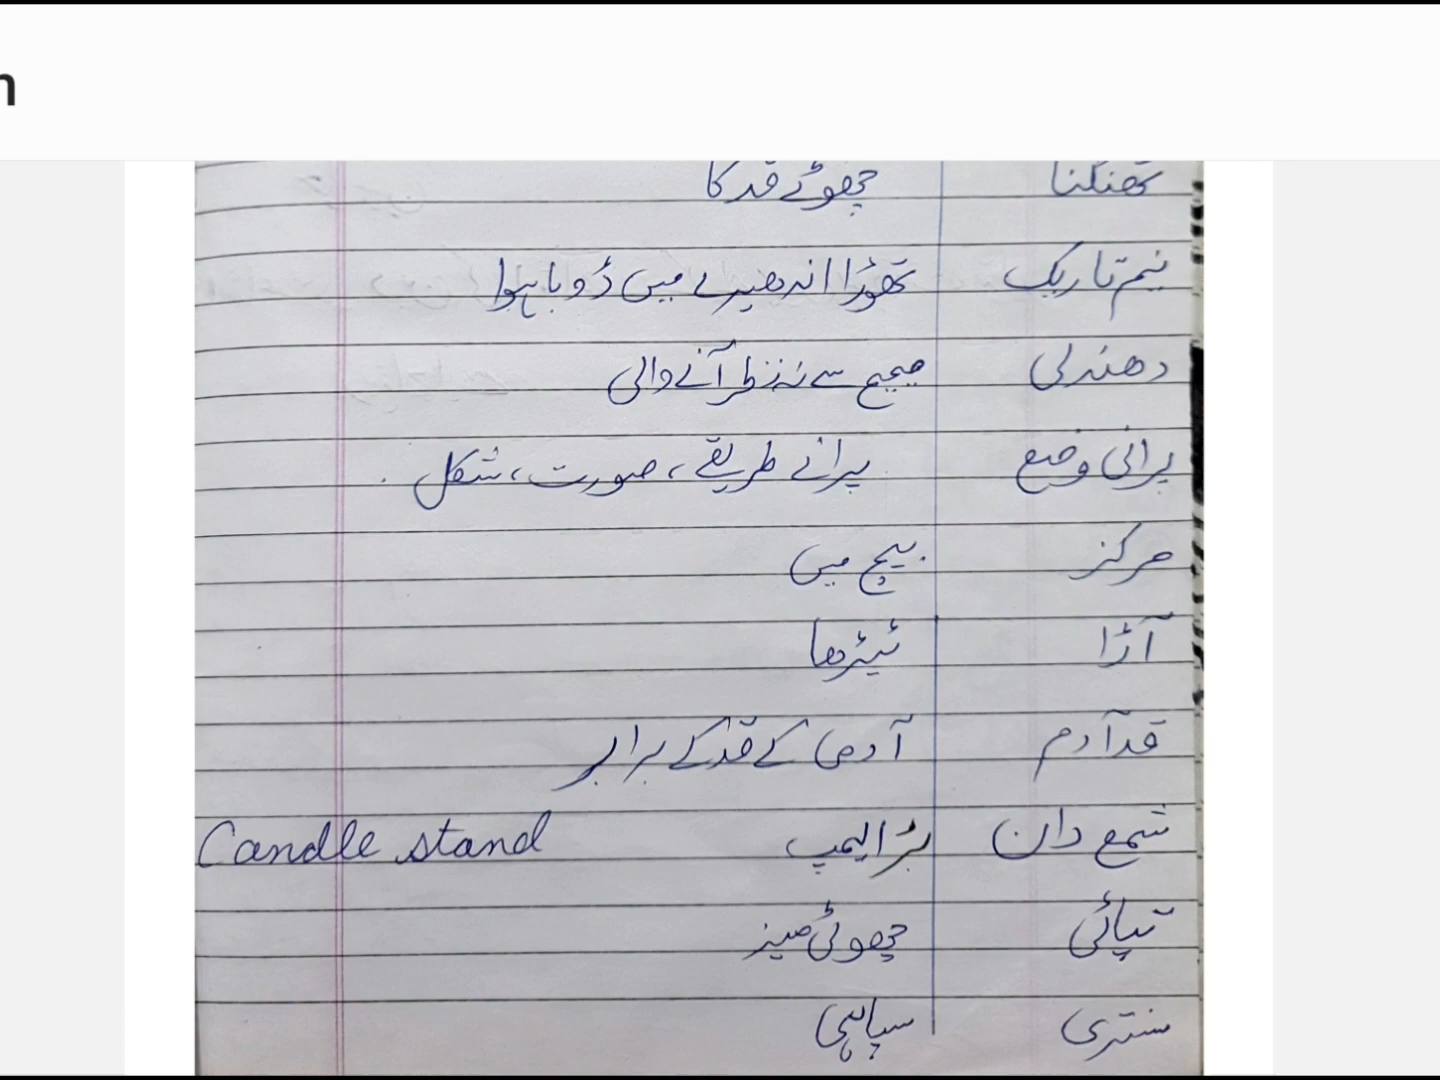 n
ٹھنگنا چھوٹے قد کا
نیم تاریک تھوڑا اندھیرے میں ڈوبا ہوا
دھندلی صحیح سے نہ نظر آنے والی
پرانی وضع پرانے طریقے، صورت، شکل
مرکز بیچ میں
آڑا ٹیڑھا
قدآدم آدمی کے قد کے برابر
شمع دان بڑا لیمپ Candle stand
تپائی چھوٹی میز
سنتری سپاہی